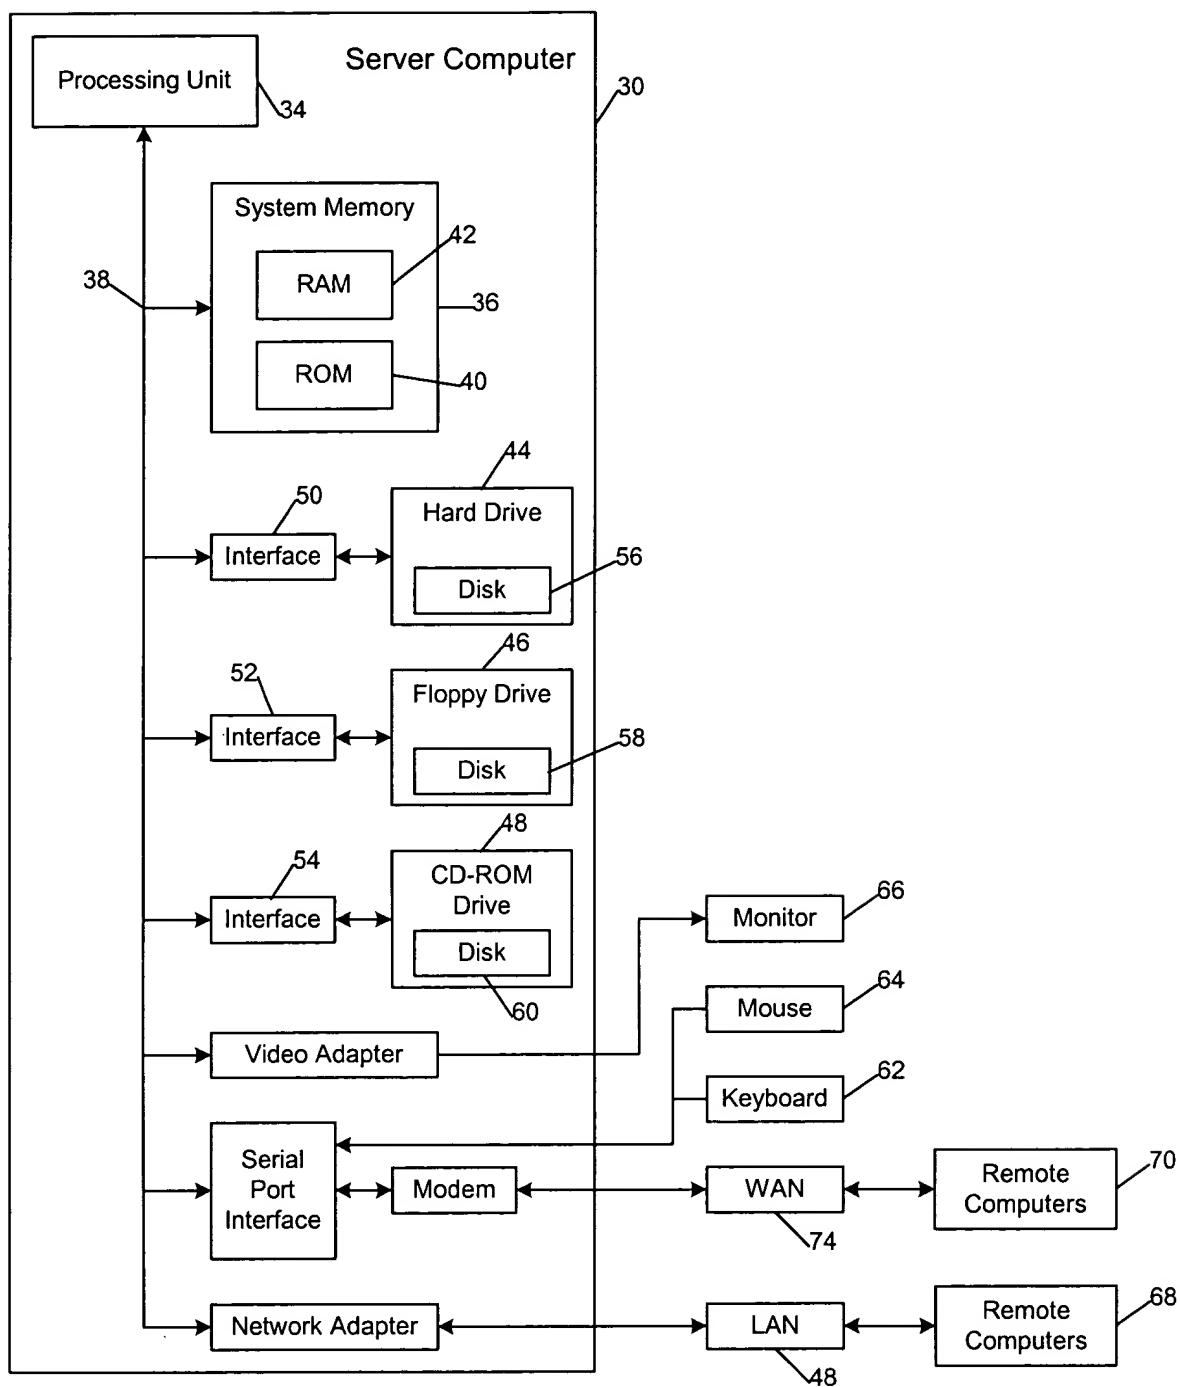 Server Computer
Processing Unit
30
34
System Memory
42
RAM
38
36
ROM
40
44
50
Hard Drive
Interface
56
Disk
46
52
Floppy Drive
Interface
58
Disk
48
54
CD-ROM
Drive
66
Interface
Monitor
Disk
64
60
Mouse
Video Adapter
62
Keyboard
Serial
Port
Interface
Modem
WAN
74
Remote
Computers
70
Network Adapter
LAN
48
Remote
Computers
68